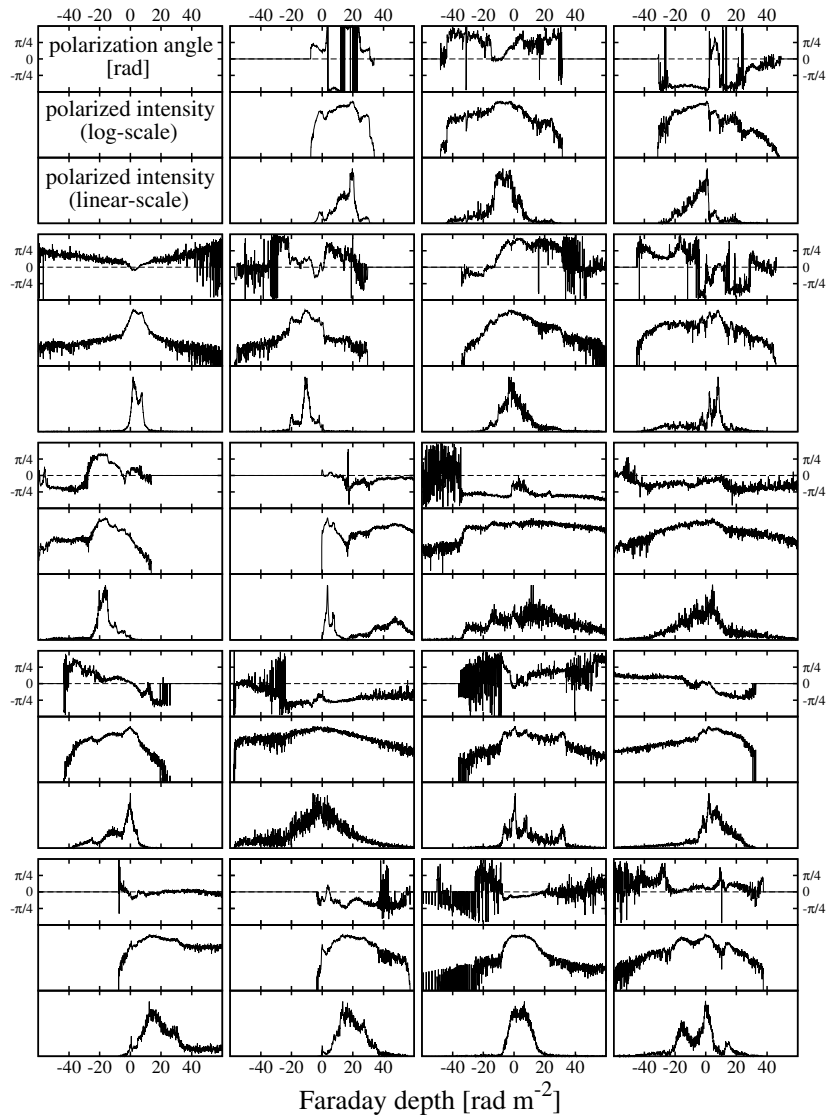 -40 -20 0 20 40 -40 -20 0 20 40 -40 -20 0 20 40 -40 -20 0 20 40
polarization angle
[rad]
π/4
0
-π/4
π/4
0
-π/4
polarized intensity
(log-scale)
polarized intensity
(linear-scale)
π/4
0
-π/4
π/4
0
-π/4
π/4
0
-π/4
π/4
0
-π/4
π/4
0
-π/4
π/4
0
-π/4
π/4
0
-π/4
π/4
0
-π/4
-40 -20 0 20 40 -40 -20 0 20 40 -40 -20 0 20 40 -40 -20 0 20 40
Faraday depth [rad m⁻²]